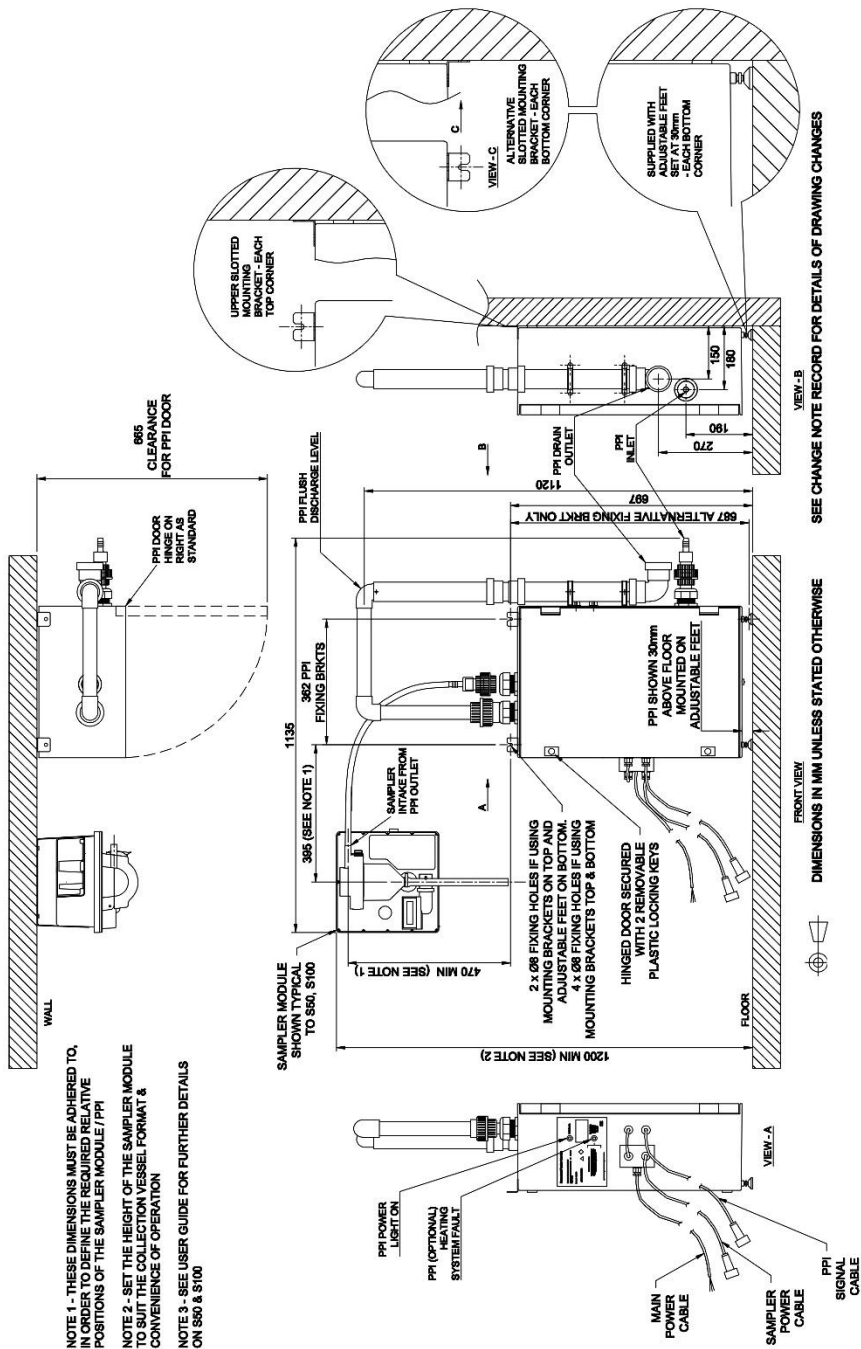 NOTE 1 - THESE DIMENSIONS MUST BE ADHERED TO,
IN ORDER TO DEFINE THE REQUIRED RELATIVE
POSITIONS OF THE SAMPLER MODULE / PPI
NOTE 2 - SET THE HEIGHT OF THE SAMPLER MODULE
TO SUIT THE COLLECTION VESSEL FORMAT &
CONVENIENCE OF OPERATION
NOTE 3 - SEE USER GUIDE FOR FURTHER DETAILS
ON S50 & S100
WALL
665
CLEARANCE
FOR PPI DOOR
PPI DOOR
HINGE ON
RIGHT AS
STANDARD
UPPER SLOTTED
MOUNTING
BRACKET - EACH
TOP CORNER
C
VIEW - C
ALTERNATIVE
SLOTTED MOUNTING
BRACKET - EACH
BOTTOM CORNER
SUPPLIED WITH
ADJUSTABLE FEET
SET AT 30mm
- EACH BOTTOM
CORNER
SAMPLER MODULE
SHOWN TYPICAL
TO S50, S100
1135
395 (SEE NOTE 1)
362 PPI
FIXING BRKTS
SAMPLER
INTAKE FROM
PPI OUTLET
PPI FLUSH
DISCHARGE LEVEL
A
B
470 MIN (SEE NOTE 1)
1200 MIN (SEE NOTE 2)
2 x Ø8 FIXING HOLES IF USING
MOUNTING BRACKETS ON TOP AND
ADJUSTABLE FEET ON BOTTOM.
4 x Ø8 FIXING HOLES IF USING
MOUNTING BRACKETS TOP & BOTTOM
HINGED DOOR SECURED
WITH 2 REMOVABLE
PLASTIC LOCKING KEYS
PPI SHOWN 30mm
ABOVE FLOOR
MOUNTED ON
ADJUSTABLE FEET
1120
697
687 ALTERNATIVE FIXING BRKT ONLY
PPI DRAIN
OUTLET
PPI
INLET
270
190
150
180
FLOOR
PPI POWER
LIGHT ON
PPI (OPTIONAL)
HEATING
SYSTEM FAULT
MAIN
POWER
CABLE
SAMPLER
POWER
CABLE
PPI
SIGNAL
CABLE
VIEW - A
FRONT VIEW
VIEW - B
DIMENSIONS IN MM UNLESS STATED OTHERWISE
SEE CHANGE NOTE RECORD FOR DETAILS OF DRAWING CHANGES